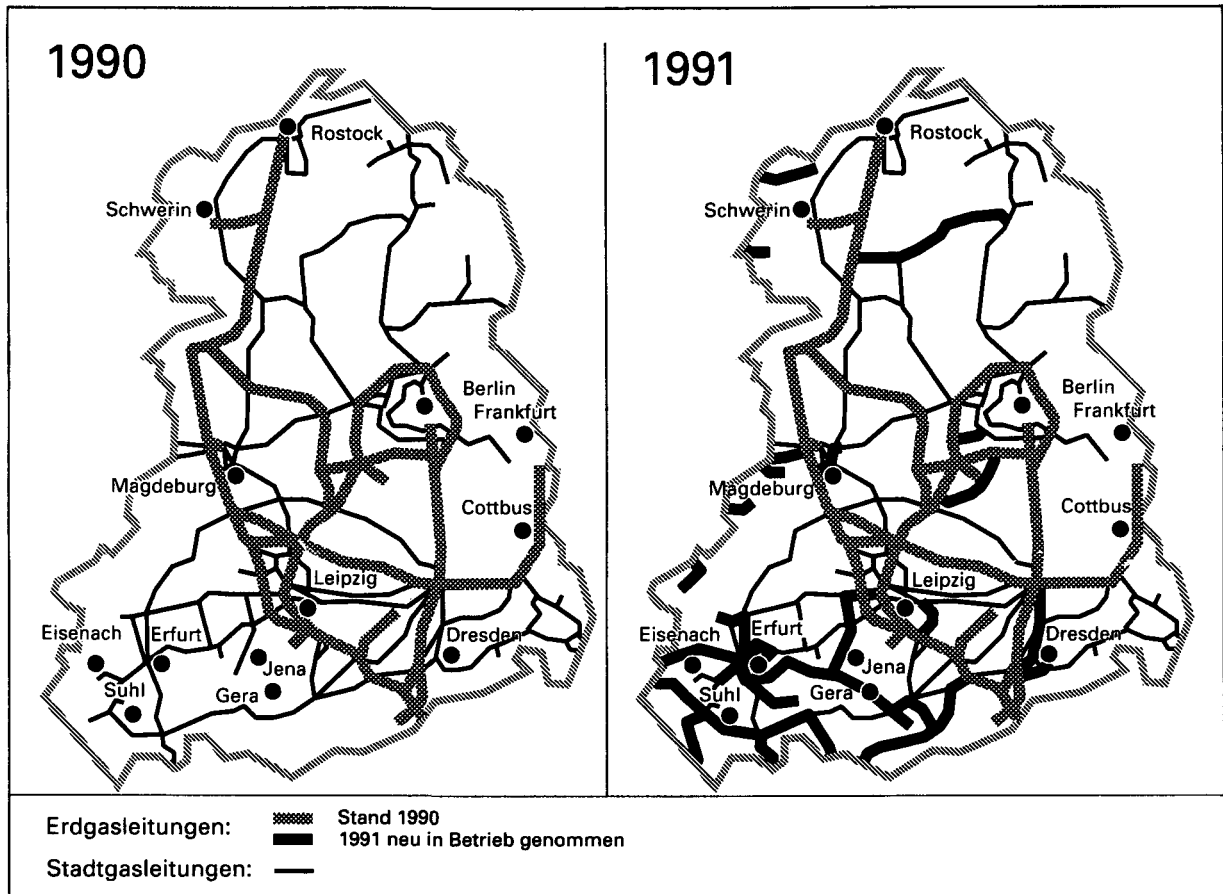 1990
Rostock
Schwerin
Berlin
Frankfurt
Magdeburg
Cottbus
Leipzig
Eisenach
Erfurt
Dresden
Jena
Suhl
Gera
1991
Rostock
Schwerin
Berlin
Frankfurt
Magdeburg
Cottbus
Leipzig
Eisenach
Erfurt
Dresden
Jena
Suhl
Gera
Erdgasleitungen:
Stand 1990
1991 neu in Betrieb genommen
Stadtgasleitungen: